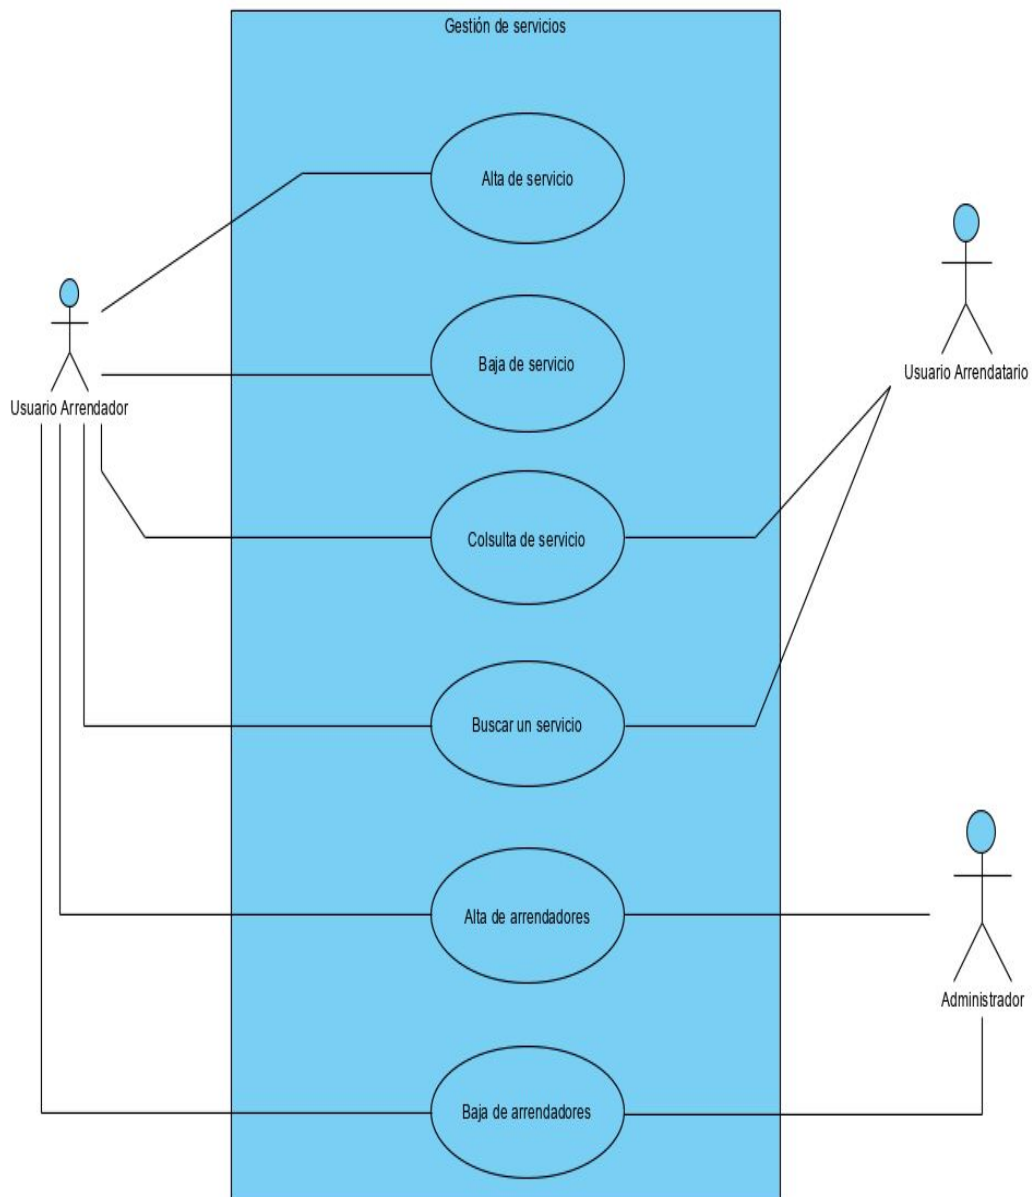 Gestión de servicios
Alta de servicio
Usuario Arrendador
Baja de servicio
Usuario Arrendatario
Colsulta de servicio
Buscar un servicio
Alta de arrendadores
Administrador
Baja de arrendadores